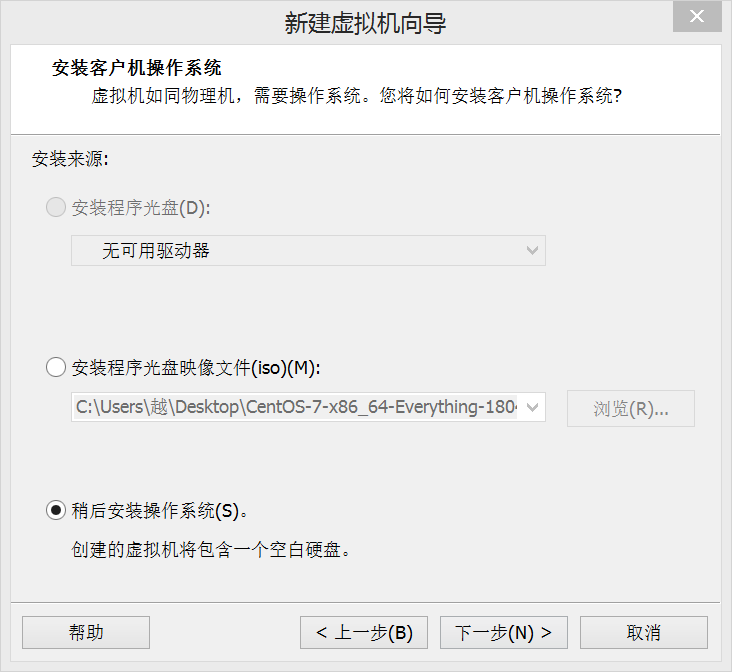 新建虚拟机向导
安装客户机操作系统
虚拟机如同物理机，需要操作系统。您将如何安装客户机操作系统?
安装来源:
安装程序光盘(D):
无可用驱动器
安装程序光盘映像文件(iso)(M):
C:\Users\越\Desktop\CentOS-7-x86_64-Everything-180
浏览(R)...
稍后安装操作系统(S)。
创建的虚拟机将包含一个空白硬盘。
帮助
< 上一步(B)
下一步(N) >
取消